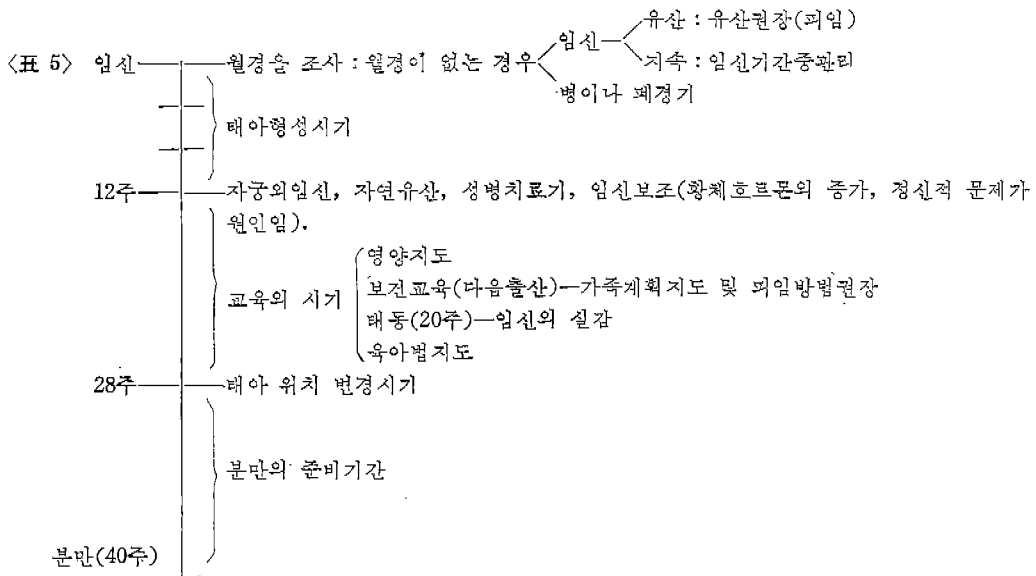 유산 : 유산권장(피임)
임신
<표 5> 임신 월경을 조사 : 월경이 없는 경우 지속 : 임신기간중관리
병이나 폐경기
태아형성시기
12주 자궁외임신, 자연유산, 성병치료기, 임신보조(황체호르몬의 증가, 정신적 문제가
원인임).
영양지도
보건교육(다음출산)—가족계획지도 및 피임방법권장
교육의 시기
태동(20주)—임신의 실감
육아법지도
28주 태아 위치 변경시기
분만의 준비기간
분만(40주)